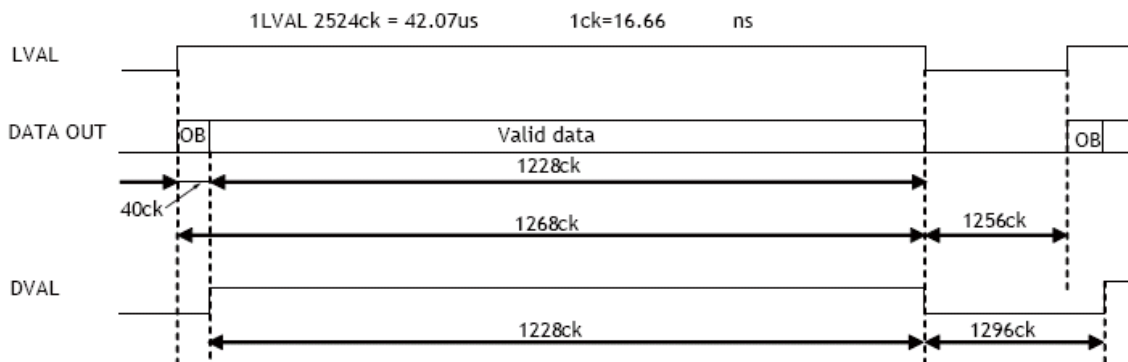 1LVAL 2524ck = 42.07us 1ck=16.66 ns
LVAL
DATA OUT OB Valid data OB
1228ck
40ck
1268ck 1256ck
DVAL
1228ck 1296ck